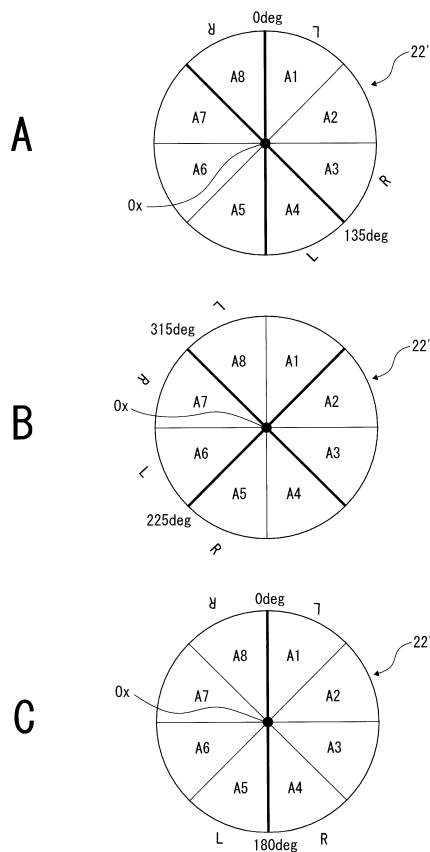 A
R 0deg L
22'
A8 A1
A7 A2
A6 A3
A5 A4
0x
R
135deg
L
B
L
315deg
22'
R
A8 A1
A7 A2
0x
A6 A3
L
A5 A4
225deg
R
C
R 0deg L
22'
A8 A1
0x
A7 A2
A6 A3
A5 A4
L 180deg R